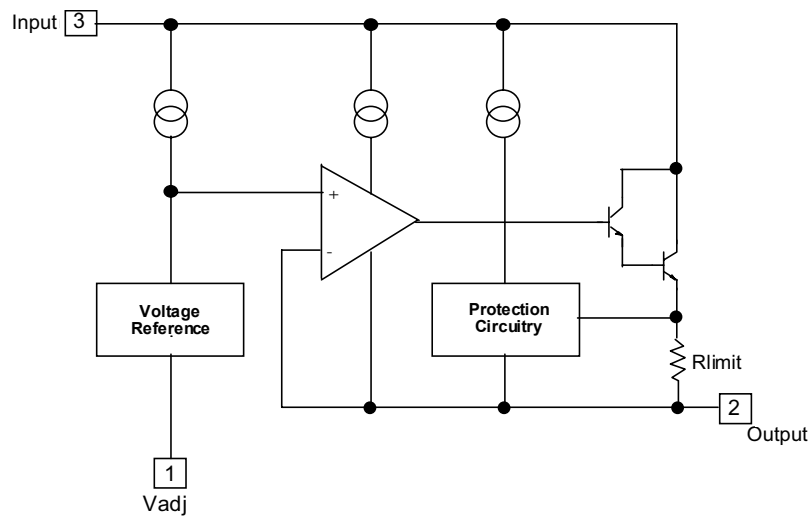 Input 3
+
-
Voltage
Reference
Protection
Circuitry
Rlimit
2
Output
1
Vadj